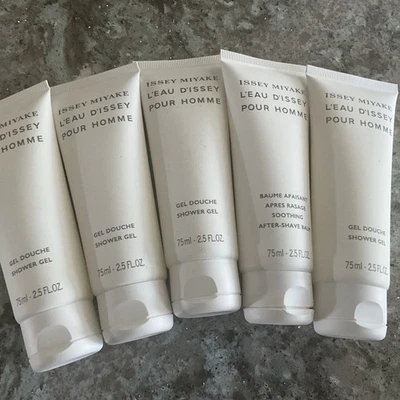 ISSEY MIYAKE
D'ISSEY
HOMME
GEL DOUCHE
SHOWER GEL
75ml - 2.5 FL.OZ
ISSEY MIYAKE
L'EAU D'ISSEY
POUR HOMME
GEL DOUCHE
SHOWER GEL
75ml - 2.5 FL.OZ
ISSEY MIYAKE
L'EAU D'ISSEY
POUR HOMME
GEL DOUCHE
SHOWER GEL
75ml - 2.5 FL.OZ
ISSEY MIYAKE
L'EAU D'ISSEY
POUR HOMME
BAUME APAISANT
APRES RASAGE
SOOTHING
AFTER-SHAVE BALM
75ml - 2.5 FL.OZ
ISSEY MIYAKE
L'EAU D'ISSEY
POUR HOMME
GEL DOUCHE
SHOWER GEL
75ml - 2.5 FL.OZ